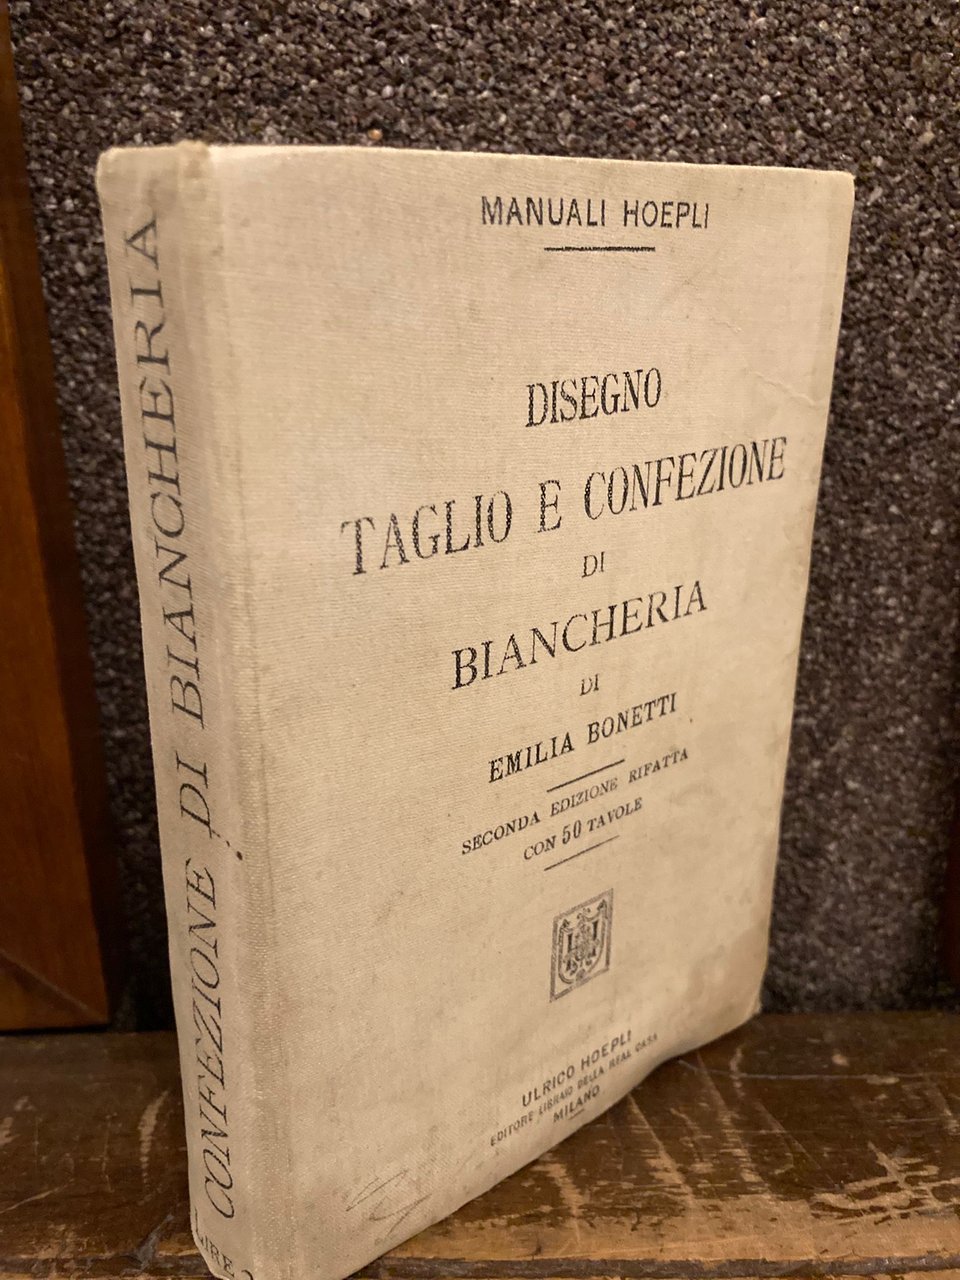 MANUALI HOEPLI
DISEGNO
TAGLIO E CONFEZIONE
DI
BIANCHERIA
DI
EMILIA BONETTI
SECONDA EDIZIONE RIFATTA
CON 50 TAVOLE
ULRICO HOEPLI
EDITORE LIBRAIO DELLA REAL CASA
MILANO
CONFEZIONE DI BIANCHERIA
LIRE